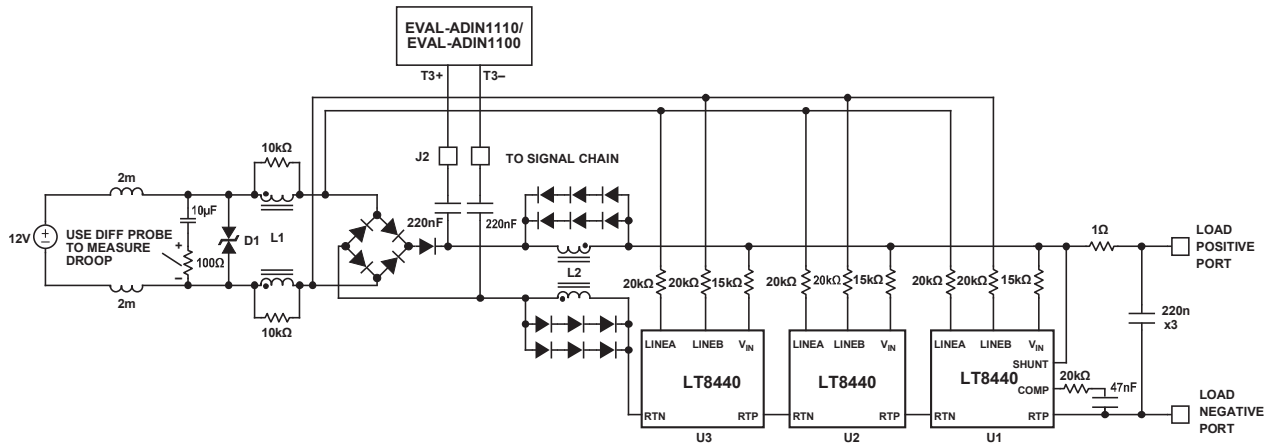 EVAL-ADIN1110/
EVAL-ADIN1100
T3+
T3–
10kΩ
J2
TO SIGNAL CHAIN
2m
10µF
220nF
220nF
12V
USE DIFF PROBE
TO MEASURE
DROOP
+
–
100Ω
D1
L1
1Ω
LOAD
POSITIVE
PORT
L2
2m
10kΩ
20kΩ
20kΩ
15kΩ
20kΩ
20kΩ
15kΩ
20kΩ
20kΩ
15kΩ
220n
x3
LINEA
LINEB
VIN
LINEA
LINEB
VIN
LINEA
LINEB
VIN
SHUNT
LT8440
LT8440
LT8440
COMP
20kΩ
47nF
RTN
RTP
RTN
RTP
RTN
RTP
LOAD
NEGATIVE
PORT
U3
U2
U1